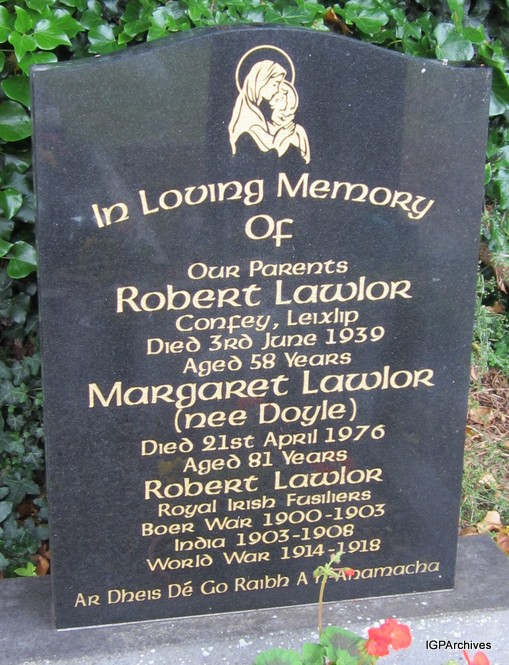 In Loving Memory
Of
Our Parents
Robert Lawlor
Confey, Leixlip
Died 3rd June 1939
Aged 58 Years
Margaret Lawlor
(nee Doyle)
Died 21st April 1976
Aged 81 Years
Robert Lawlor
Royal Irish Fusiliers
Boer War 1900-1903
India 1903-1908
World War 1914-1918
Ar Dheis Dé Go Raibh A Anamacha
IGPArchives